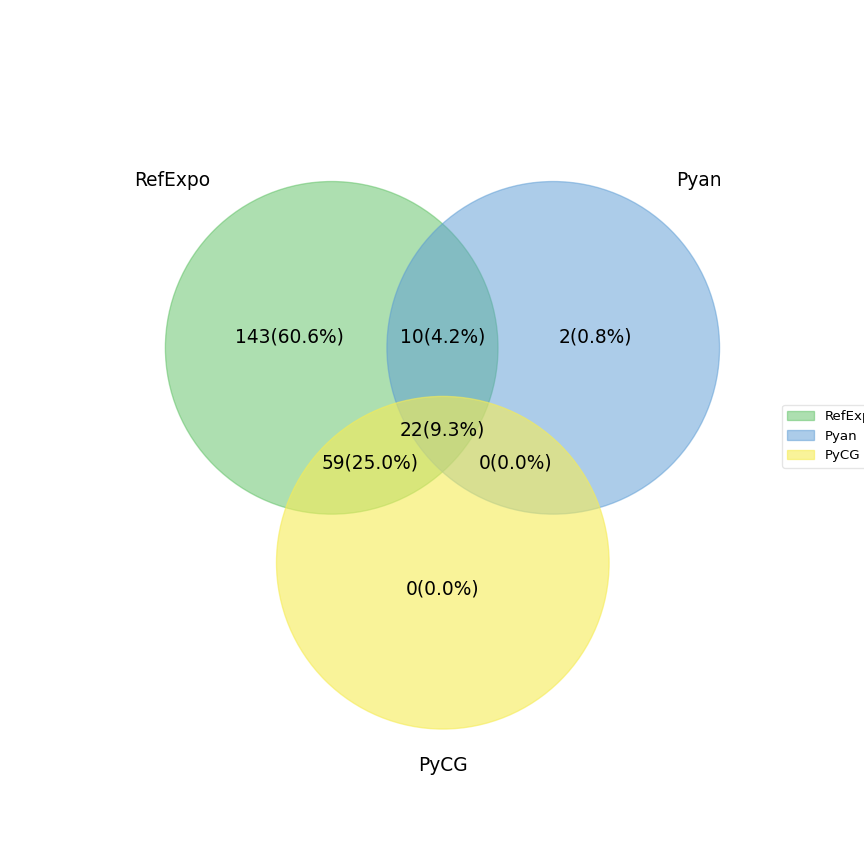 RefExpo
Pyan
143(60.6%)
10(4.2%)
2(0.8%)
22(9.3%)
59(25.0%)
0(0.0%)
0(0.0%)
PyCG
RefExp
Pyan
PyCG